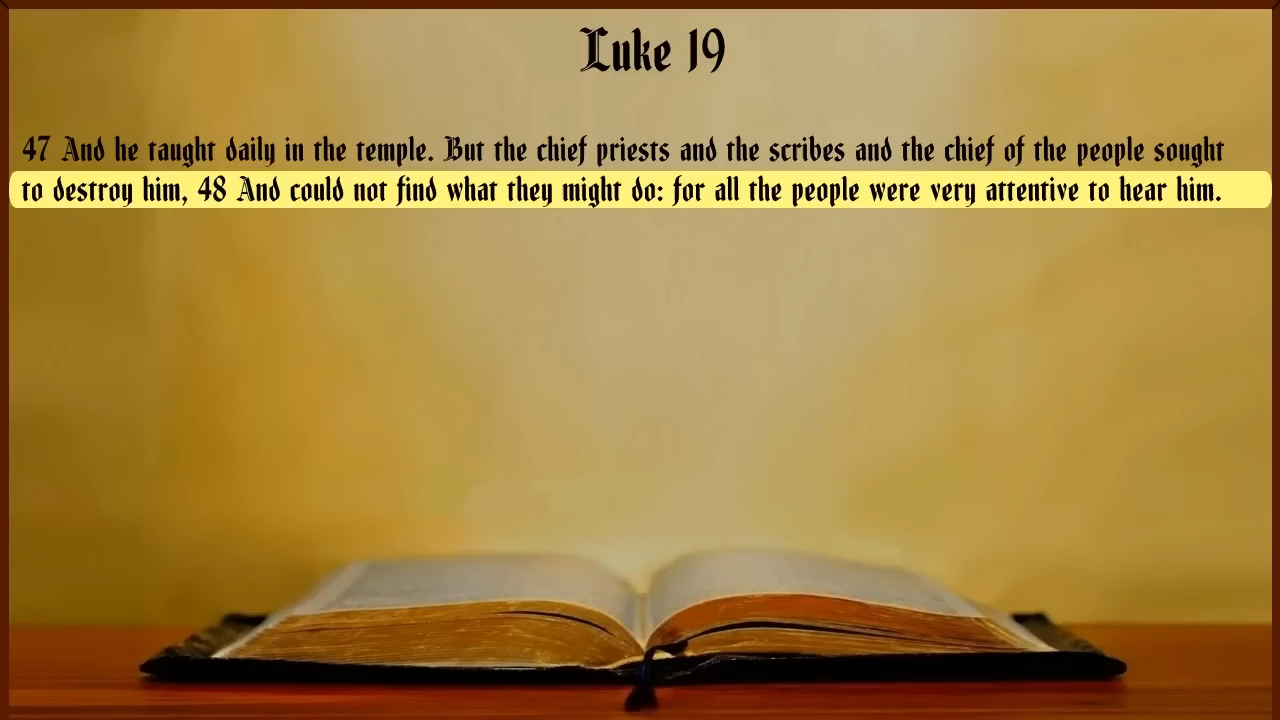 Luke 19
47 And he taught daily in the temple. But the chief priests and the scribes and the chief of the people sought
to destroy him, 48 And could not find what they might do: for all the people were very attentive to hear him.